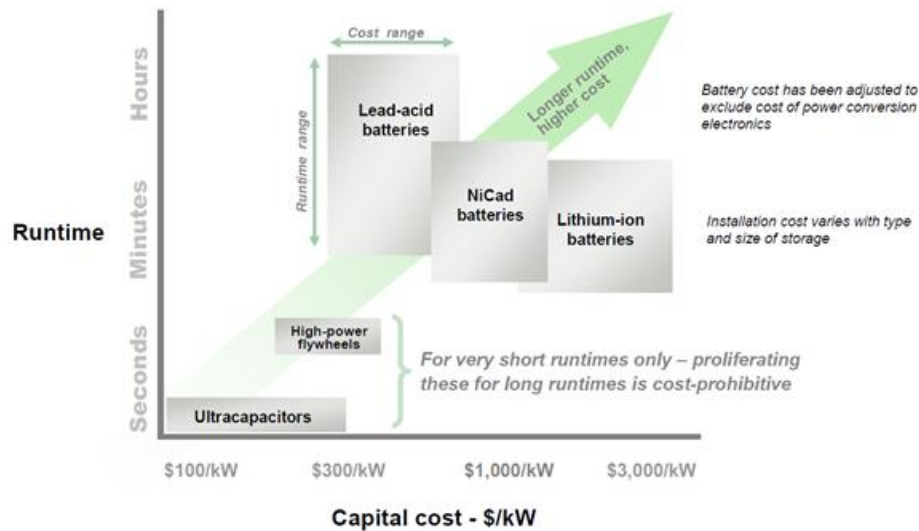 Cost range
Hours
Runtime range
Lead-acid
batteries
Longer runtime,
higher cost
Battery cost has been adjusted to
exclude cost of power conversion
electronics
Runtime
Minutes
NiCad
batteries
Lithium-ion
batteries
Installation cost varies with type
and size of storage
Seconds
High-power
flywheels
For very short runtimes only – proliferating
these for long runtimes is cost-prohibitive
Ultracapacitors
$100/kW
$300/kW
$1,000/kW
$3,000/kW
Capital cost - $/kW